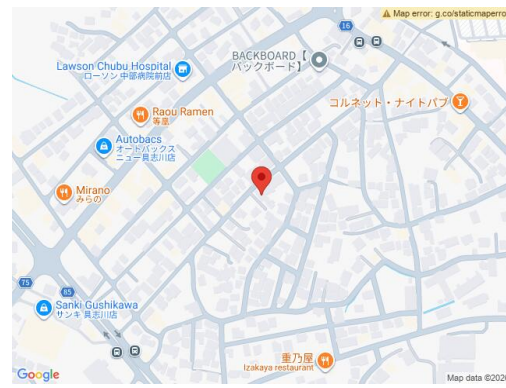 Map error: g.co/staticmaperro
16
BACKBOARD【
バックボード】
Lawson Chubu Hospital
ローソン 中部病院前店
コルネット・ナイトパブ
Raou Ramen
等皇
Autobacs
オートバックス
ニュー具志川店
Mirano
みらの
75
85
Sanki Gushikawa
サンキ 具志川店
重乃屋
Izakaya restaurant
Google
Map data ©2026